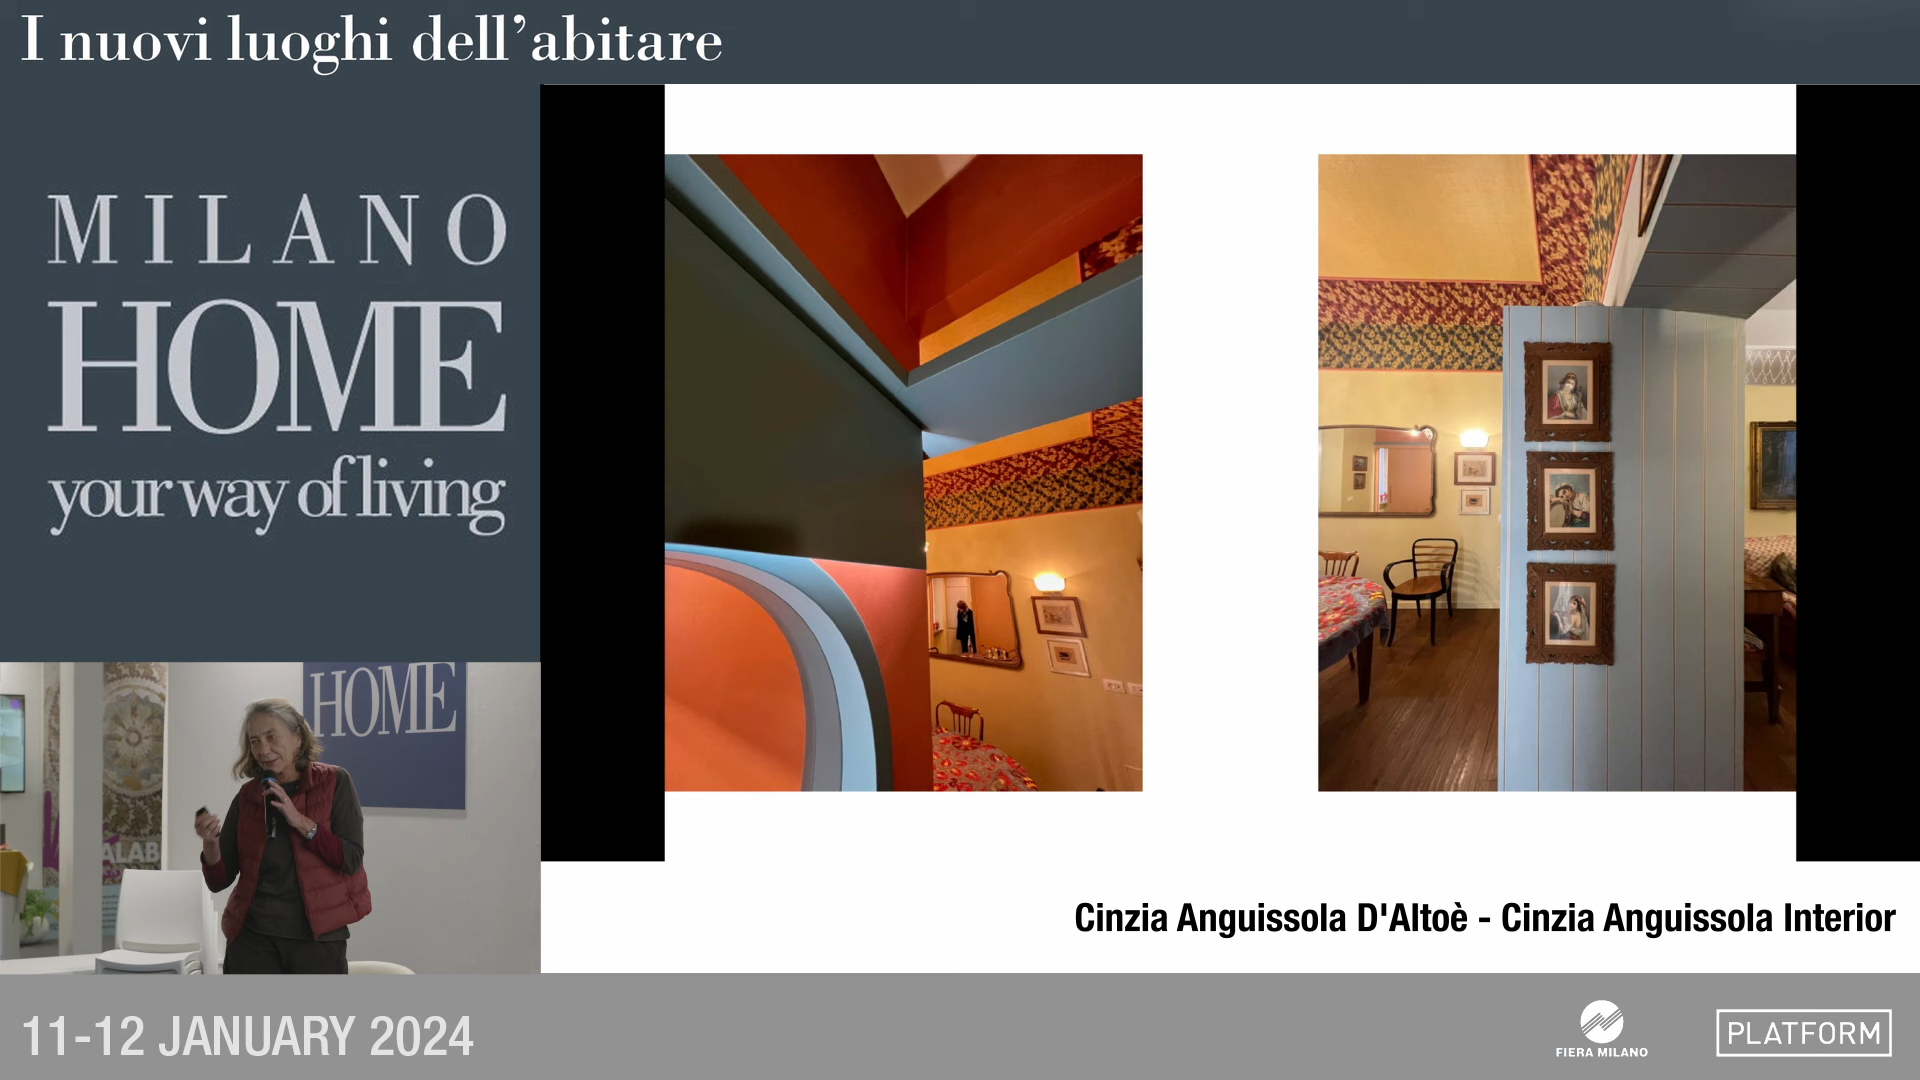 I nuovi luoghi dell'abitare
MILANO
HOME
your way of living
HOME
ALAB
Cinzia Anguissola D'Altoè - Cinzia Anguissola Interior
11-12 JANUARY 2024
FIERA MILANO
PLATFORM